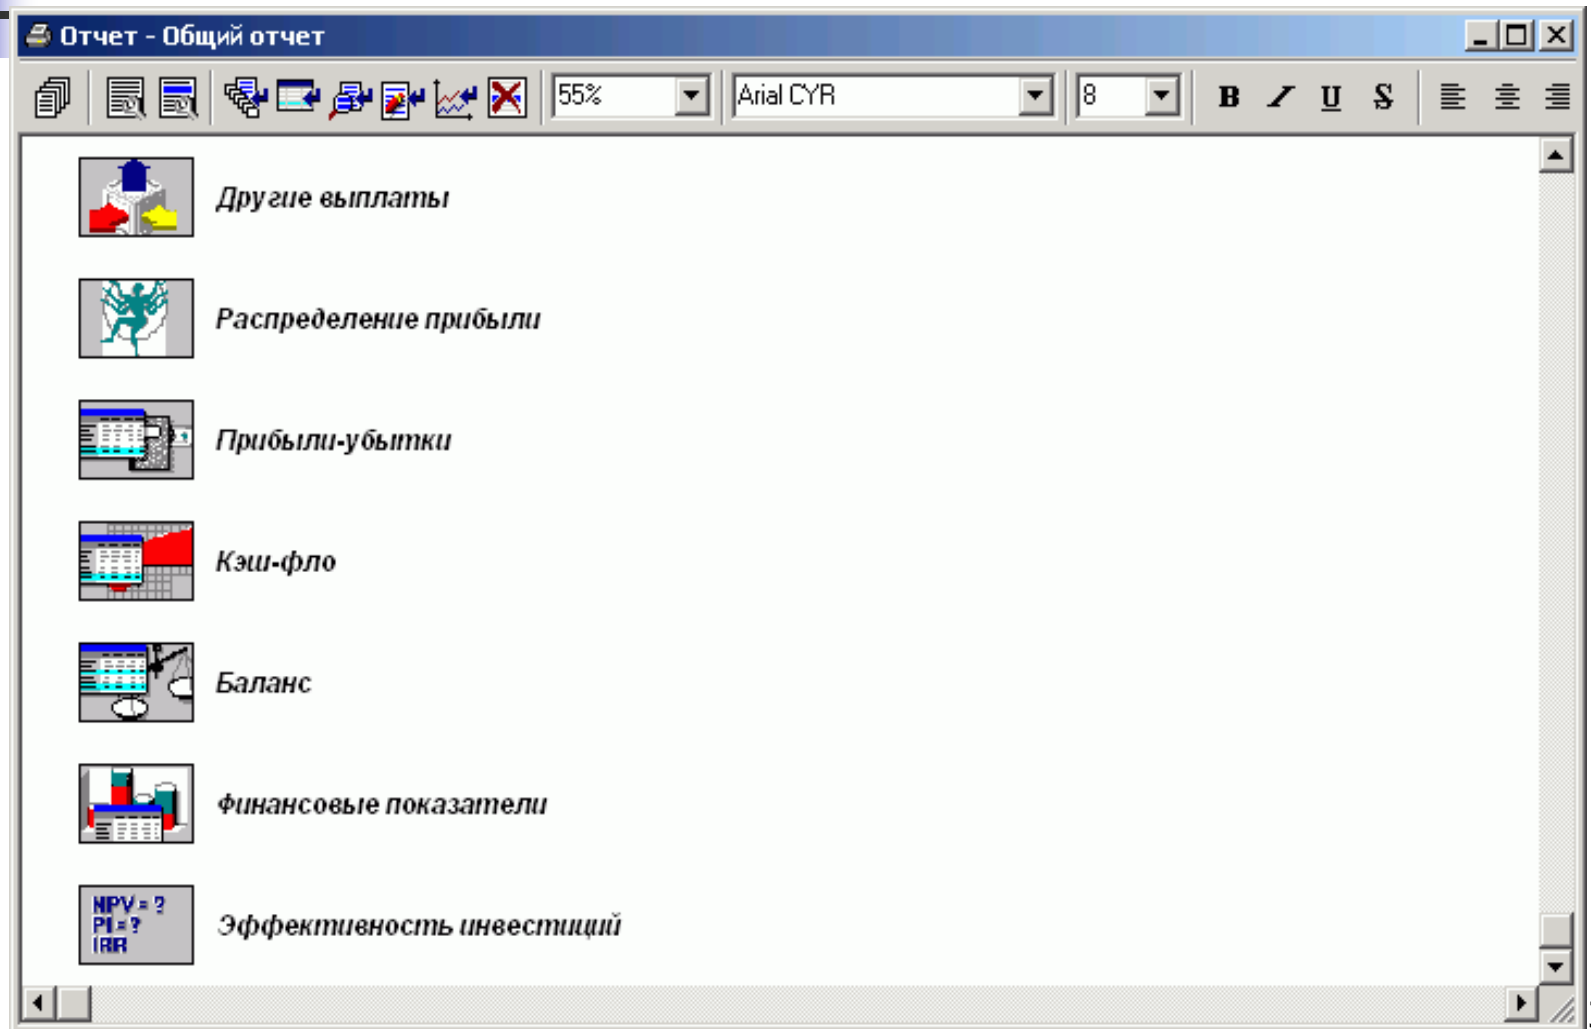 Отчет - Общий отчет
55% Arial CYR 8 B I U S
Другие выплаты
Распределение прибыли
Прибыли-убытки
Кэш-фло
Баланс
Финансовые показатели
NPV = ?
PI = ?
IRR
Эффективность инвестиций